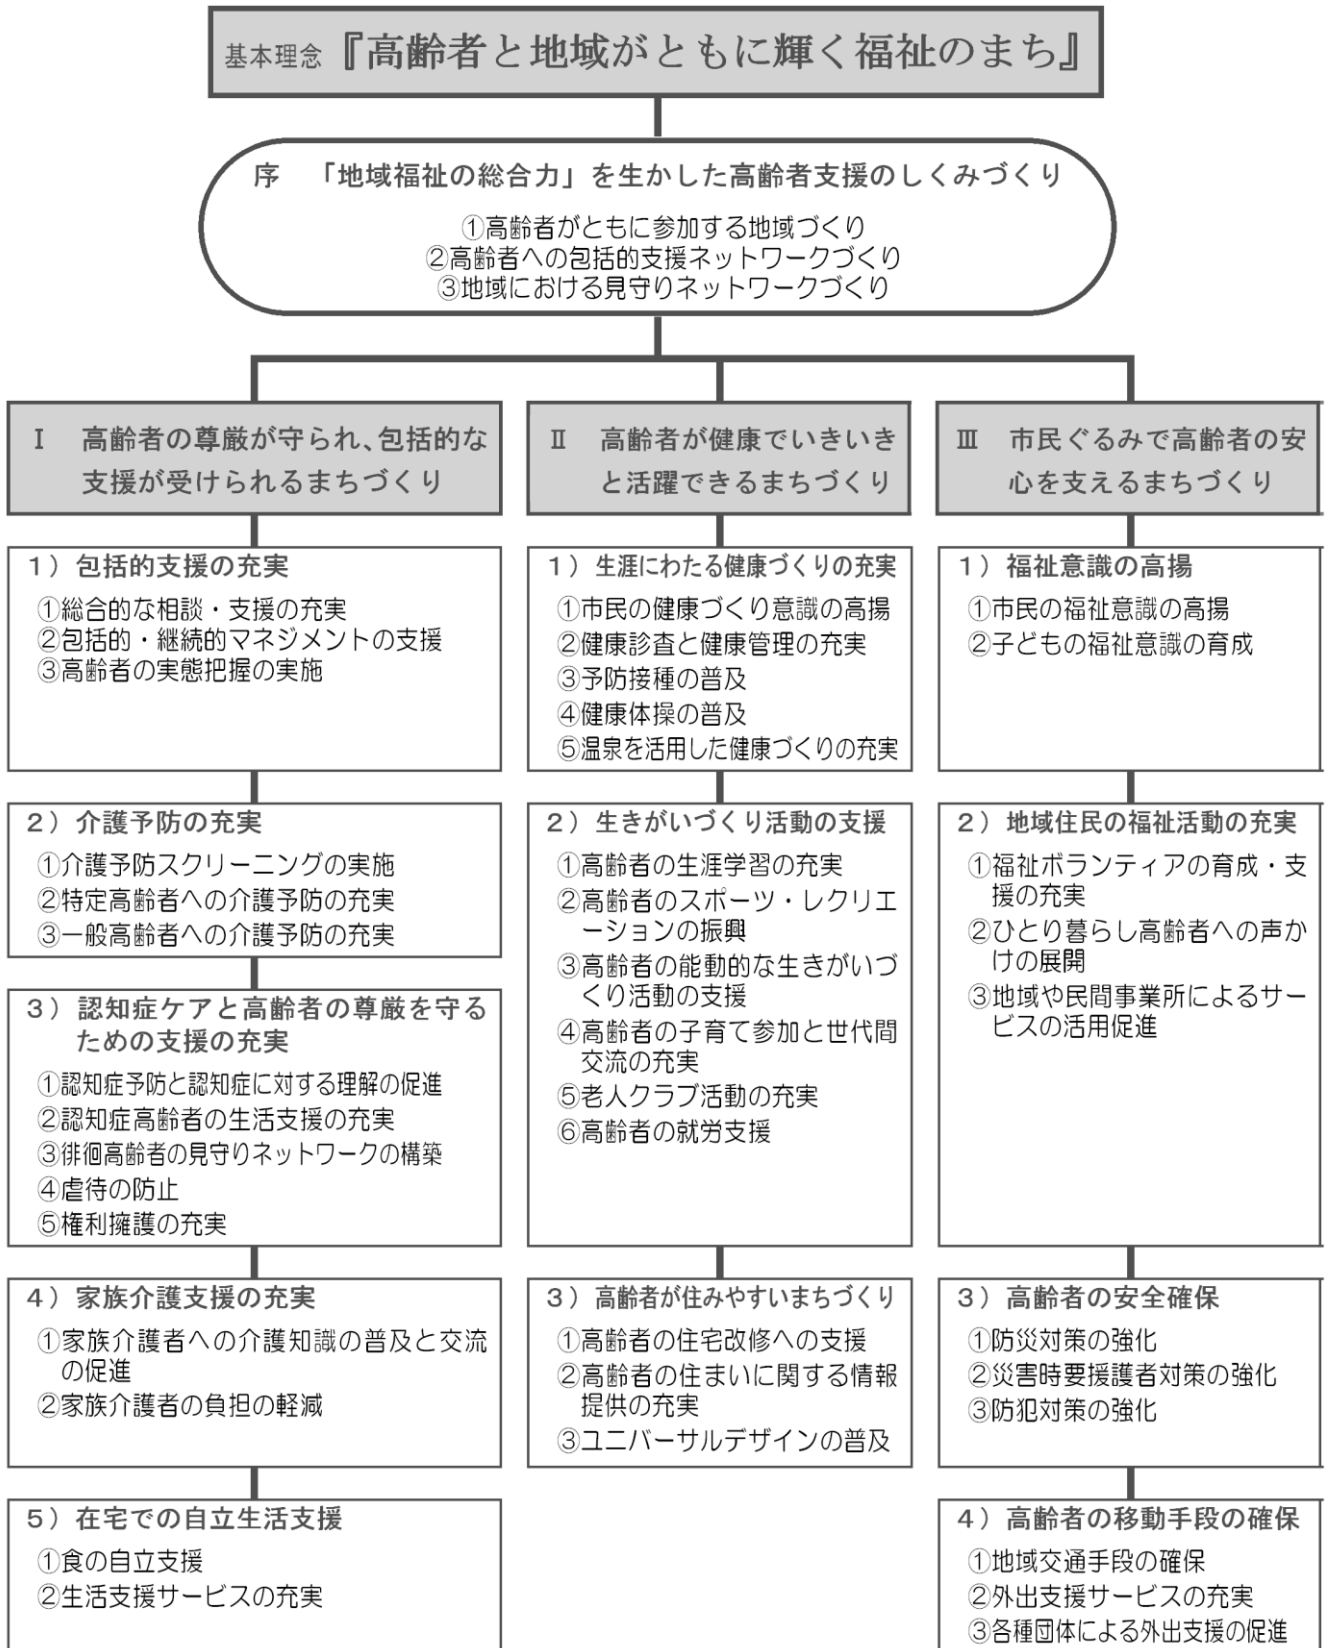 基本理念『高齢者と地域がともに輝く福祉のまち』
序　「地域福祉の総合力」を生かした高齢者支援のしくみづくり
①高齢者がともに参加する地域づくり
②高齢者への包括的支援ネットワークづくり
③地域における見守りネットワークづくり
Ⅰ　高齢者の尊厳が守られ、包括的な
支援が受けられるまちづくり
1）包括的支援の充実
①総合的な相談・支援の充実
②包括的・継続的マネジメントの支援
③高齢者の実態把握の実施
2）介護予防の充実
①介護予防スクリーニングの実施
②特定高齢者への介護予防の充実
③一般高齢者への介護予防の充実
3）認知症ケアと高齢者の尊厳を守る
ための支援の充実
①認知症予防と認知症に対する理解の促進
②認知症高齢者の生活支援の充実
③徘徊高齢者の見守りネットワークの構築
④虐待の防止
⑤権利擁護の充実
4）家族介護支援の充実
①家族介護者への介護知識の普及と交流
の促進
②家族介護者の負担の軽減
5）在宅での自立生活支援
①食の自立支援
②生活支援サービスの充実
Ⅱ　高齢者が健康でいきいき
と活躍できるまちづくり
1）生涯にわたる健康づくりの充実
①市民の健康づくり意識の高揚
②健康診査と健康管理の充実
③予防接種の普及
④健康体操の普及
⑤温泉を活用した健康づくりの充実
2）生きがいづくり活動の支援
①高齢者の生涯学習の充実
②高齢者のスポーツ・レクリエ
ーションの振興
③高齢者の能動的な生きがいづ
くり活動の支援
④高齢者の子育て参加と世代間
交流の充実
⑤老人クラブ活動の充実
⑥高齢者の就労支援
3）高齢者が住みやすいまちづくり
①高齢者の住宅改修への支援
②高齢者の住まいに関する情報
提供の充実
③ユニバーサルデザインの普及
Ⅲ　市民ぐるみで高齢者の安
心を支えるまちづくり
1）福祉意識の高揚
①市民の福祉意識の高揚
②子どもの福祉意識の育成
2）地域住民の福祉活動の充実
①福祉ボランティアの育成・支
援の充実
②ひとり暮らし高齢者への声か
けの展開
③地域や民間事業所によるサー
ビスの活用促進
3）高齢者の安全確保
①防災対策の強化
②災害時要援護者対策の強化
③防犯対策の強化
4）高齢者の移動手段の確保
①地域交通手段の確保
②外出支援サービスの充実
③各種団体による外出支援の促進